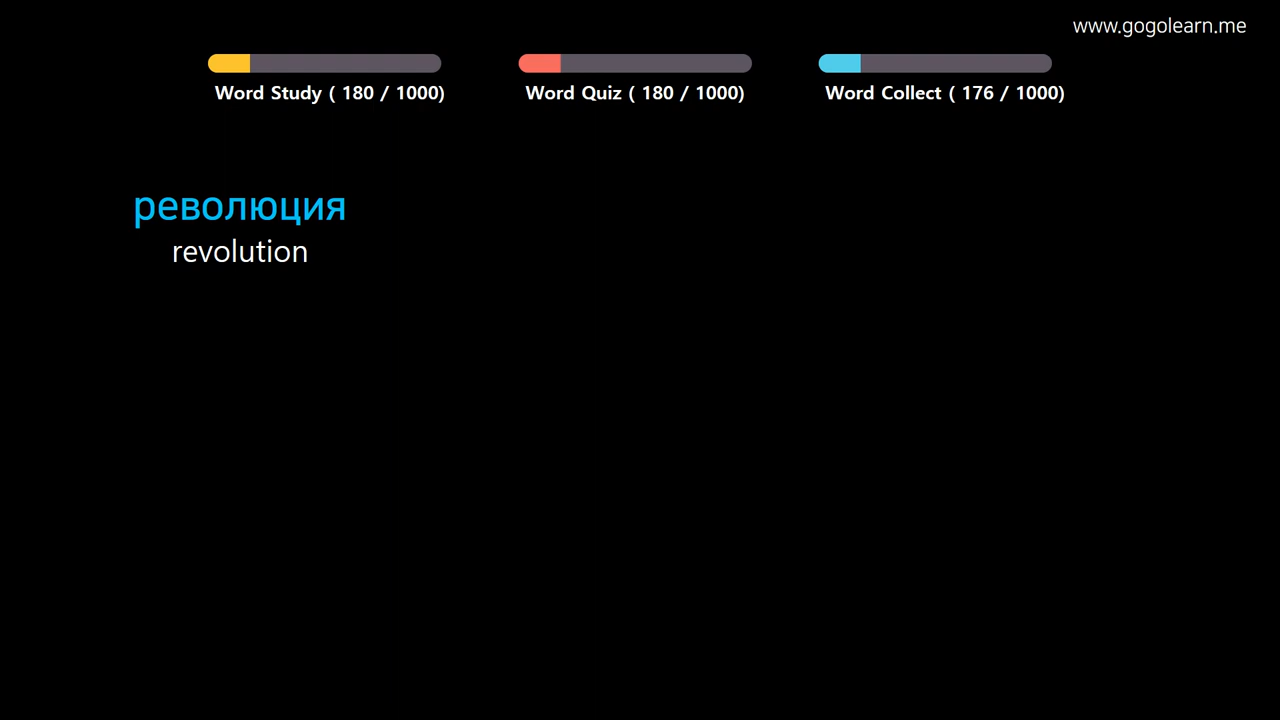 www.gogolearn.me
Word Study ( 180 / 1000)
Word Quiz ( 180 / 1000)
Word Collect ( 176 / 1000)
революция
revolution